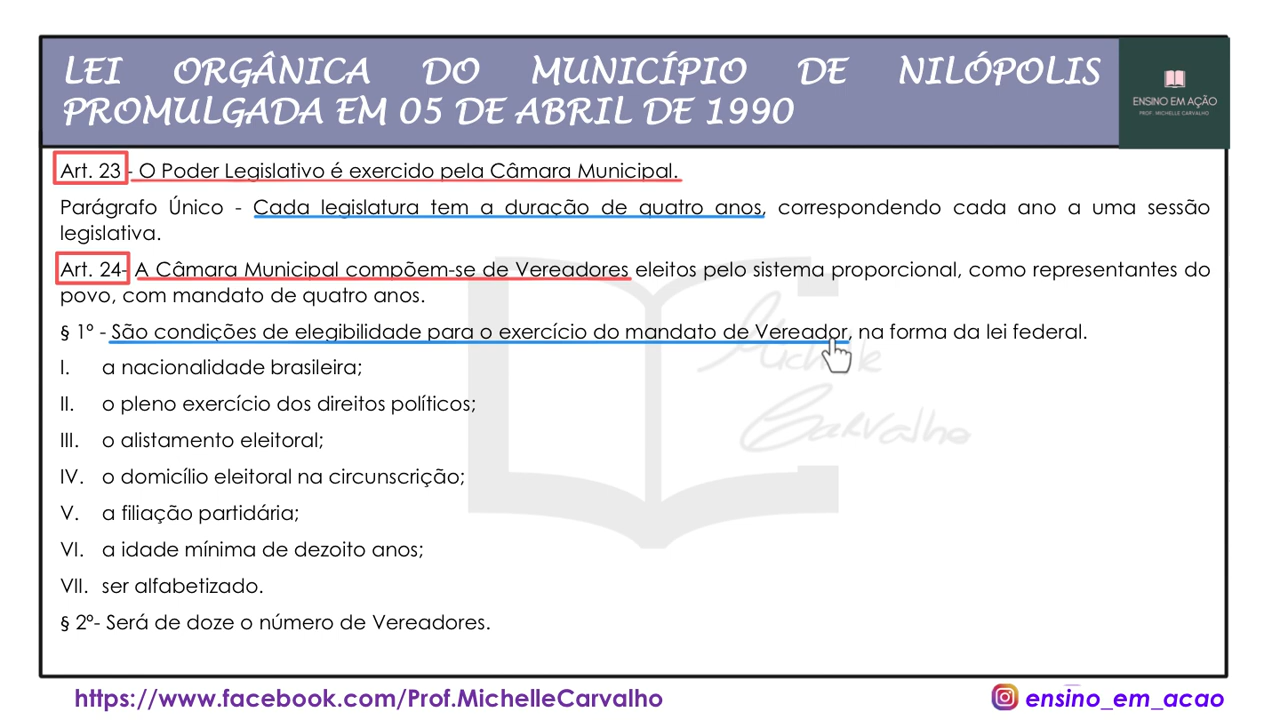 LEI ORGÂNICA DO MUNICÍPIO DE NILÓPOLIS
PROMULGADA EM 05 DE ABRIL DE 1990
ENSINO EM AÇÃO
PROF. MICHELLE CARVALHO
Art. 23 - O Poder Legislativo é exercido pela Câmara Municipal.
Parágrafo Único - Cada legislatura tem a duração de quatro anos, correspondendo cada ano a uma sessão
legislativa.
Art. 24- A Câmara Municipal compõem-se de Vereadores eleitos pelo sistema proporcional, como representantes do
povo, com mandato de quatro anos.
§ 1º - São condições de elegibilidade para o exercício do mandato de Vereador, na forma da lei federal.
I. a nacionalidade brasileira;
II. o pleno exercício dos direitos políticos;
III. o alistamento eleitoral;
IV. o domicílio eleitoral na circunscrição;
V. a filiação partidária;
VI. a idade mínima de dezoito anos;
VII. ser alfabetizado.
§ 2º- Será de doze o número de Vereadores.
Michelle
Carvalho
https://www.facebook.com/Prof.MichelleCarvalho
ensino_em_acao